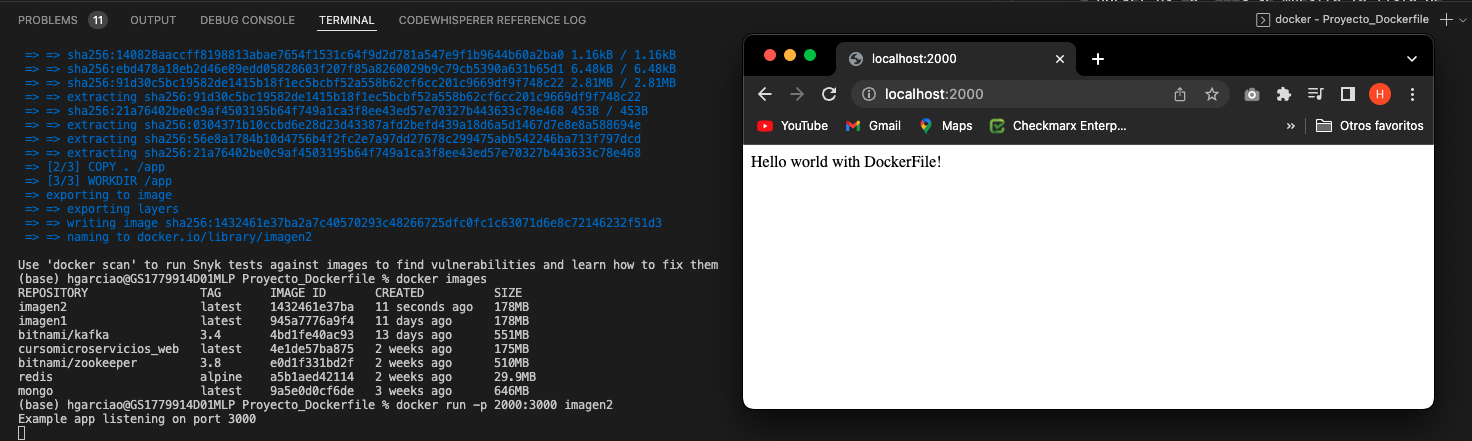 PROBLEMS 11 OUTPUT DEBUG CONSOLE TERMINAL CODEWHISPERER REFERENCE LOG
docker - Proyecto_Dockerfile
=> => sha256:140828aaccff8198813abae7654f1531c64f9d2d781a547e9f1b9644b60a2ba0 1.16kB / 1.16kB
=> => sha256:ebd478a18eb2d46e89edd05828603f207f85a8260029b9c79cb5390a631b65d1 6.48kB / 6.48kB
=> => sha256:91d30c5bc19582de1415b18f1ec5bcbf52a558b62cf6cc201c9669df9f748c22 2.81MB / 2.81MB
=> => extracting sha256:91d30c5bc19582de1415b18f1ec5bcbf52a558b62cf6cc201c9669df9f748c22
=> => sha256:21a76402be0c9af4503195b64f749a1ca3f8ee43ed57e70327b443633c78e468 453B / 453B
=> => extracting sha256:0304371b10ccbd6e28d23d43387afd2befd439a18d6a5d1467d7e8e8a588694e
=> => extracting sha256:56e8a1784b10d4756b4f2fc2e7a97dd27678c299475abb542246ba713f797dcd
=> => extracting sha256:21a76402be0c9af4503195b64f749a1ca3f8ee43ed57e70327b443633c78e468
=> [2/3] COPY . /app
=> [3/3] WORKDIR /app
=> exporting to image
=> => exporting layers
=> => writing image sha256:1432461e37ba2a7c40570293c48266725dfc0fc1c63071d6e8c72146232f51d3
=> => naming to docker.io/library/imagen2
Use 'docker scan' to run Snyk tests against images to find vulnerabilities and learn how to fix them
(base) hgarciao@GS1779914D01MLP Proyecto_Dockerfile % docker images
REPOSITORY TAG IMAGE ID CREATED SIZE
imagen2 latest 1432461e37ba 11 seconds ago 178MB
imagen1 latest 945a7776a9f4 11 days ago 178MB
bitnami/kafka 3.4 4bd1fe40ac93 13 days ago 551MB
cursomicroservicios_web latest 4e1de57ba875 2 weeks ago 175MB
bitnami/zookeeper 3.8 e0d1f331bd2f 2 weeks ago 510MB
redis alpine a5b1aed42114 2 weeks ago 29.9MB
mongo latest 9a5e0d0cf6de 3 weeks ago 646MB
(base) hgarciao@GS1779914D01MLP Proyecto_Dockerfile % docker run -p 2000:3000 imagen2
Example app listening on port 3000
localhost:2000
localhost:2000
H
YouTube Gmail Maps Checkmarx Enterp... » Otros favoritos
Hello world with DockerFile!